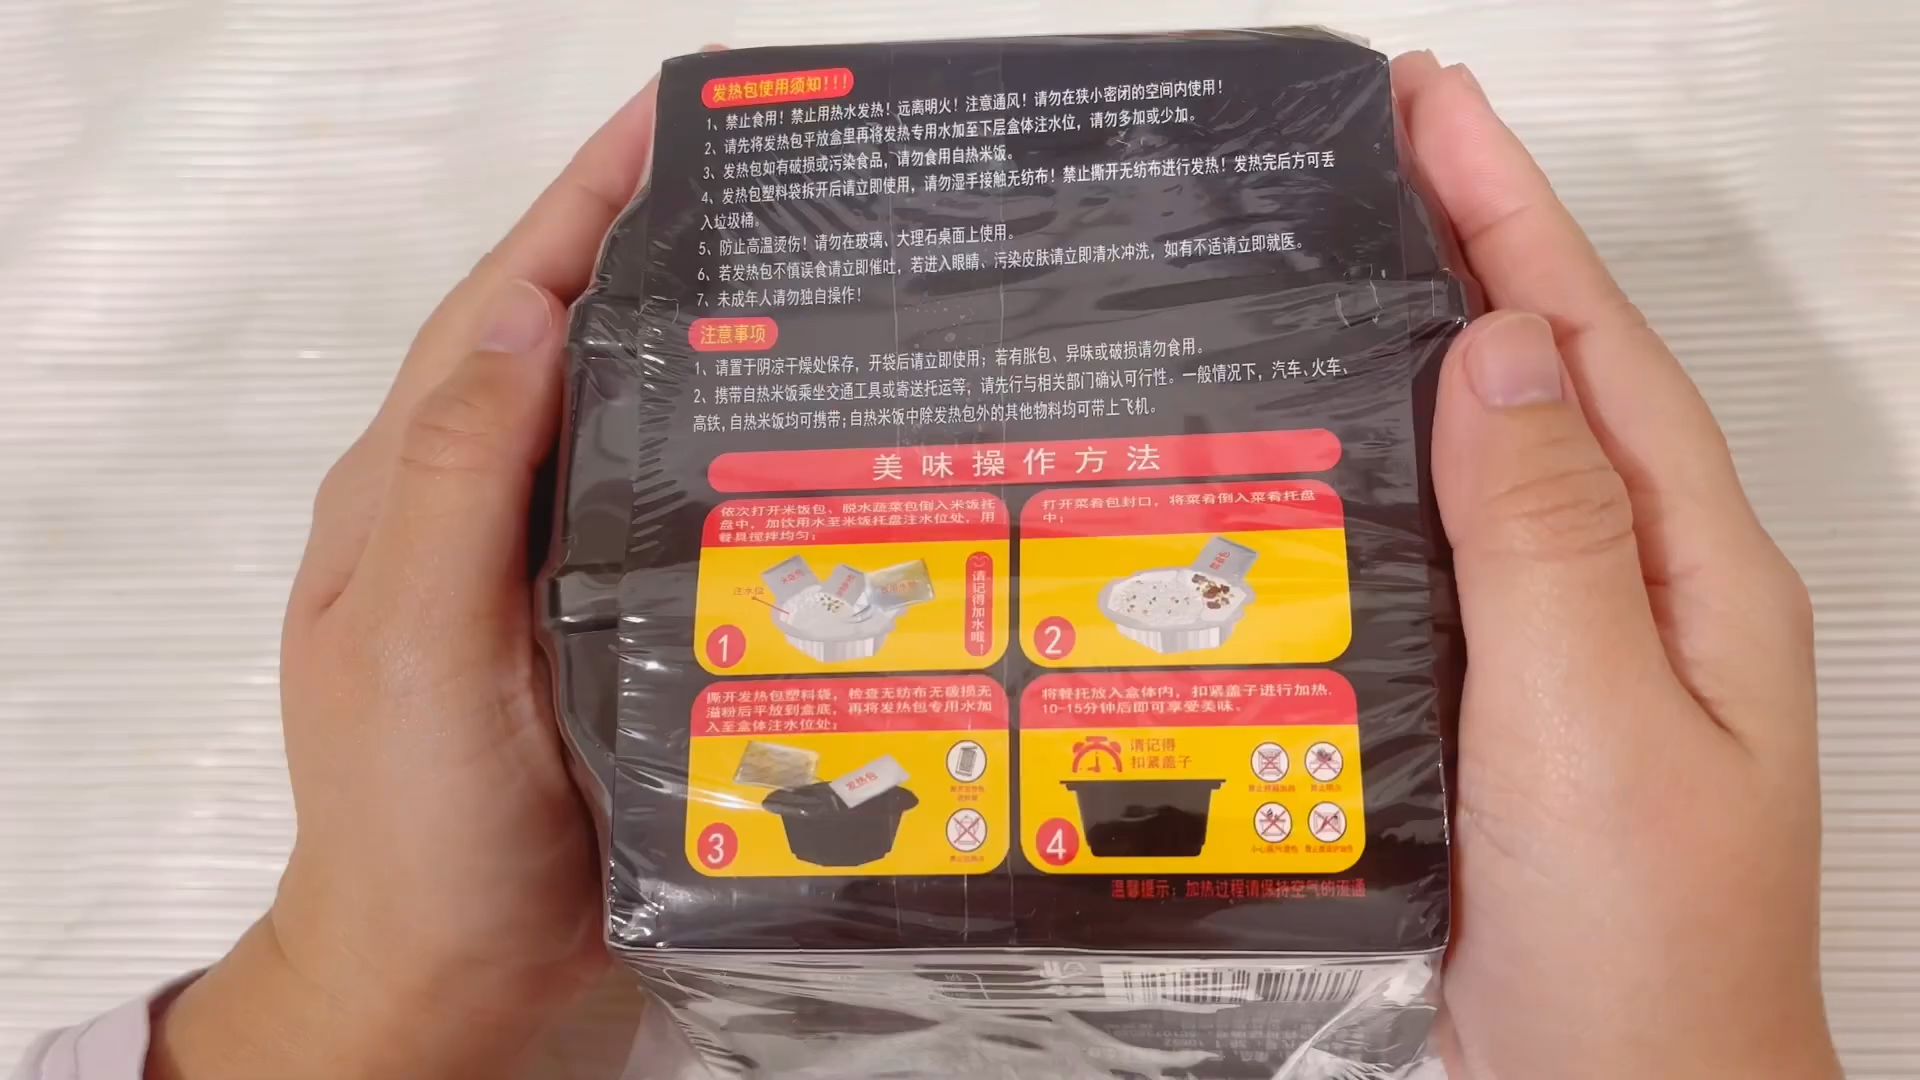 发热包使用须知!!!
1、禁止食用!禁止用热水发热!远离明火!注意通风!请勿在狭小密闭的空间内使用!
2、请先将发热包平放盒里再将发热专用水加至下层盒体注水位,请勿多加或少加。
3、发热包如有破损或污染食品,请勿食用自热米饭。
4、发热包塑料袋拆开后请立即使用,请勿湿手接触无纺布!禁止撕开无纺布进行发热!发热完后方可丢
入垃圾桶。
5、防止高温烫伤!请勿在玻璃、大理石桌面上使用。
6、若发热包不慎误食请立即催吐,若进入眼睛、污染皮肤请立即清水冲洗,如有不适请立即就医。
7、未成年人请勿独自操作!
注意事项
1、请置于阴凉干燥处保存,开袋后请立即使用;若有胀包、异味或破损请勿食用。
2、携带自热米饭乘坐交通工具或寄送托运等,请先行与相关部门确认可行性。一般情况下,汽车、火车、
高铁,自热米饭均可携带;自热米饭中除发热包外的其他物料均可带上飞机。
美味操作方法
依次打开米饭包、脱水蔬菜包倒入米饭托
盘中,加饮用水至米饭托盘注水位处,用
餐具搅拌均匀;
注水位
请记得加水哦!
1
打开菜肴包封口,将菜肴倒入菜肴托盘
中;
2
撕开发热包塑料袋,检查无纺布无破损无
溢粉后平放到盒底,再将发热包专用水加
入至盒体注水位处;
发热包
3
将餐托放入盒体内,扣紧盖子进行加热.
10-15分钟后即可享受美味。
请记得
扣紧盖子
4
温馨提示:加热过程请保持空气的流通